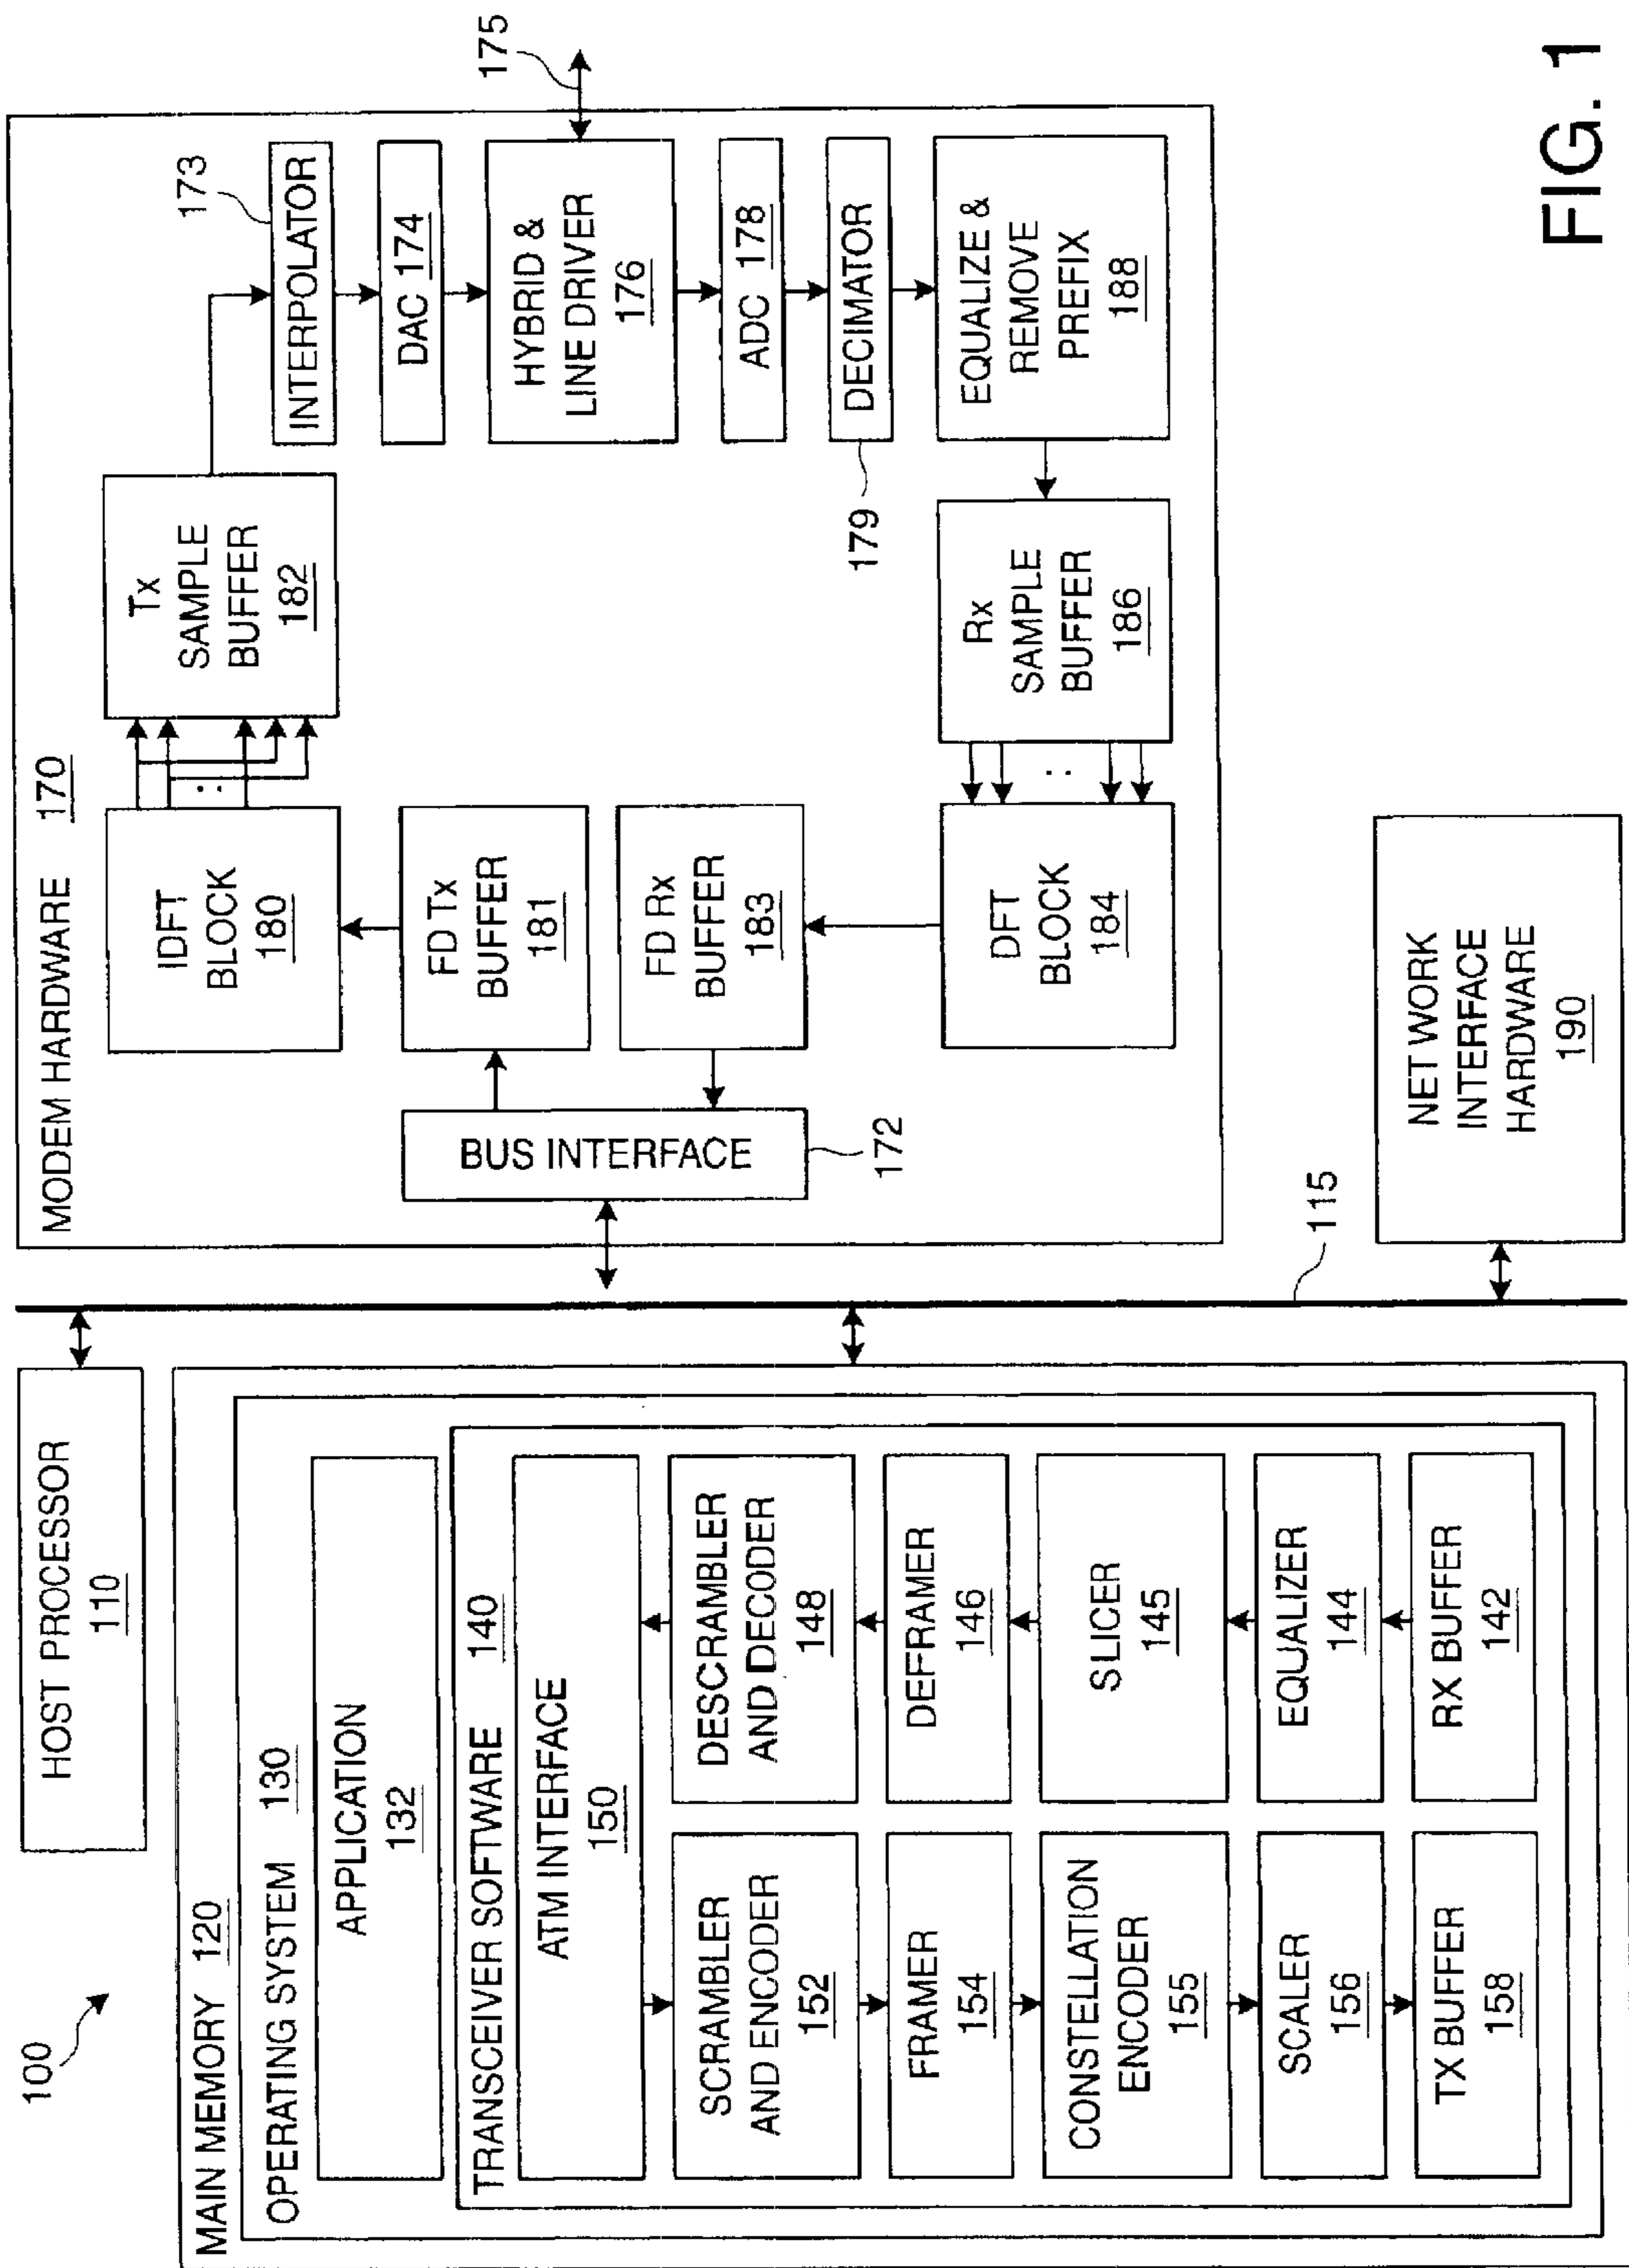 100
HOST PROCESSOR
110
MAIN MEMORY 120
OPERATING SYSTEM 130
APPLICATION
132
TRANSCEIVER SOFTWARE 140
ATM INTERFACE
150
SCRAMBLER
AND ENCODER
152
DESCRAMBLER
AND DECODER
148
FRAMER
154
DEFRAMER
146
CONSTELLATION
ENCODER
155
SLICER
145
SCALER
156
EQUALIZER
144
TX BUFFER
158
RX BUFFER
142
115
MODEM HARDWARE 170
BUS INTERFACE
172
IDFT
BLOCK
180
Tx
SAMPLE
BUFFER
182
173
INTERPOLATOR
DAC 174
FD Tx
BUFFER
181
HYBRID &
LINE DRIVER
176
175
FD Rx
BUFFER
183
ADC 178
DECIMATOR
179
DFT
BLOCK
184
Rx
SAMPLE
BUFFER
186
EQUALIZE &
REMOVE
PREFIX
188
NETWORK
INTERFACE
HARDWARE
190
FIG. 1